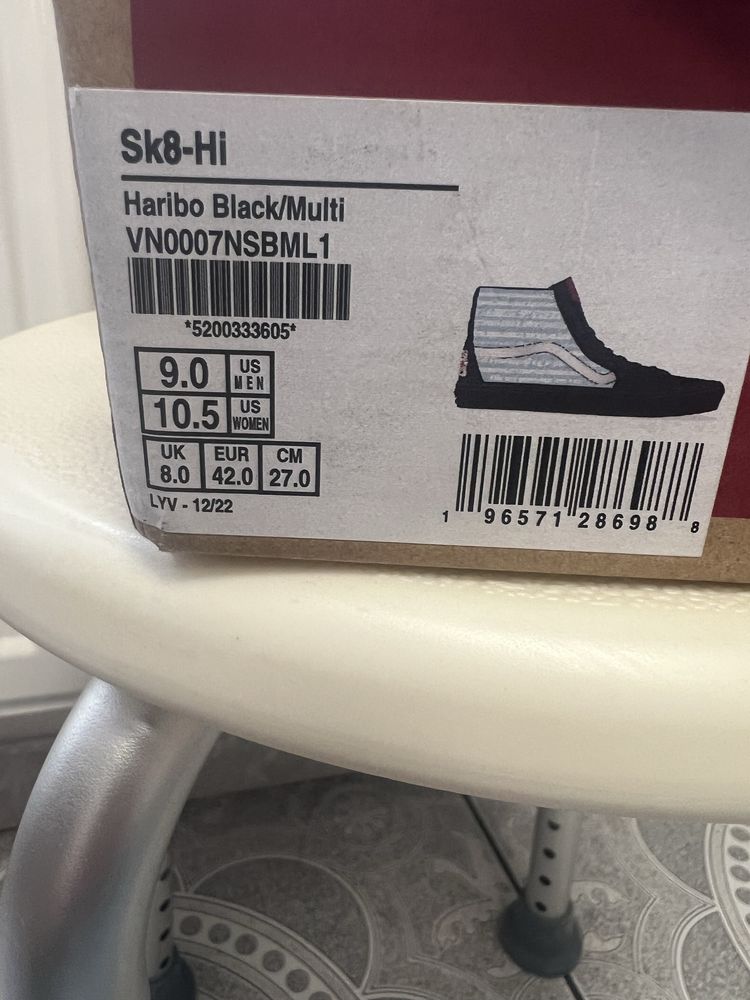 Sk8-Hi
Haribo Black/Multi
VN0007NSBML1
*5200333605*
9.0 US MEN
10.5 US WOMEN
UK EUR CM
8.0 42.0 27.0
LYV - 12/22
1 96571 28698 8